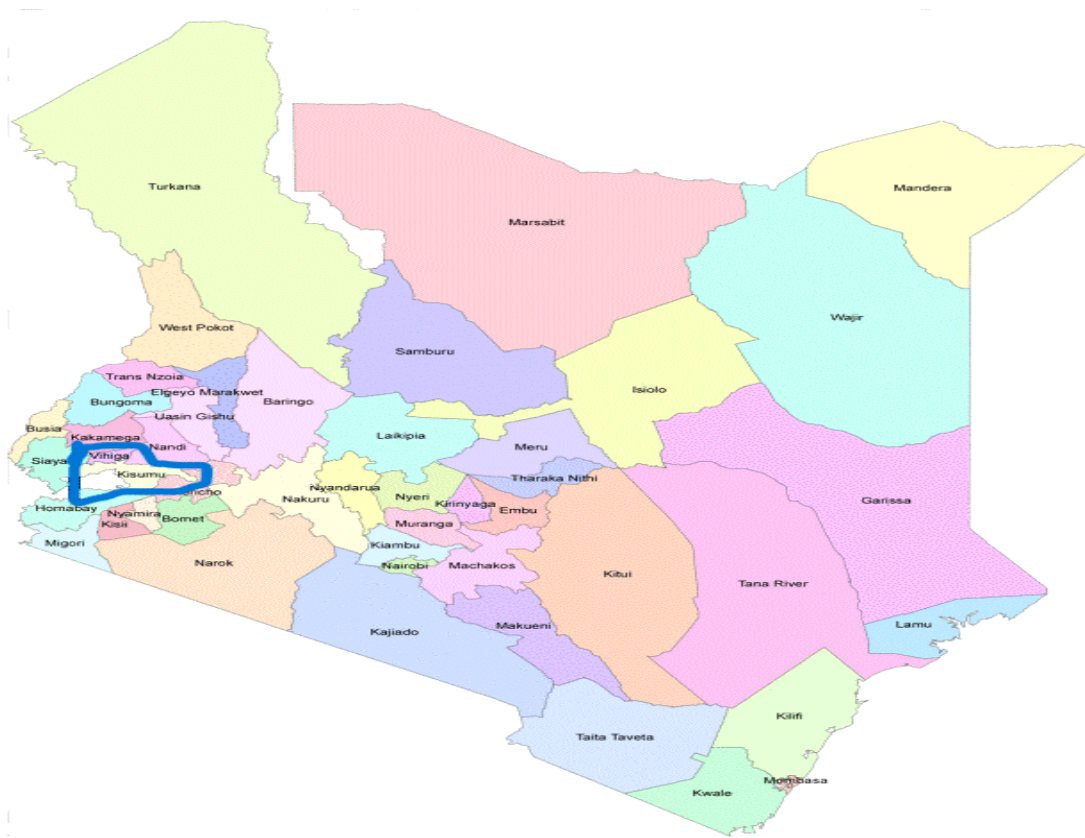 Turkana
Mandera
Marsabit
Wajir
West Pokot
Samburu
Trans Nzoia
Isiolo
Elgeyo Marakwet
Bungoma
Baringo
Uasin Gishu
Busia
Laikipia
Kakamega
Nandi
Meru
Vihiga
Siaya
Kisumu
Tharaka Nithi
Nyandarua
Nyeri
Nakuru
Garissa
Kirinyaga
Homabay
Embu
Nyamira
Bomet
Kisii
Muranga
Migori
Kiambu
Narok
Nairobi
Machakos
Kitui
Tana River
Lamu
Makueni
Kajiado
Kilifi
Taita Taveta
Mombasa
Kwale